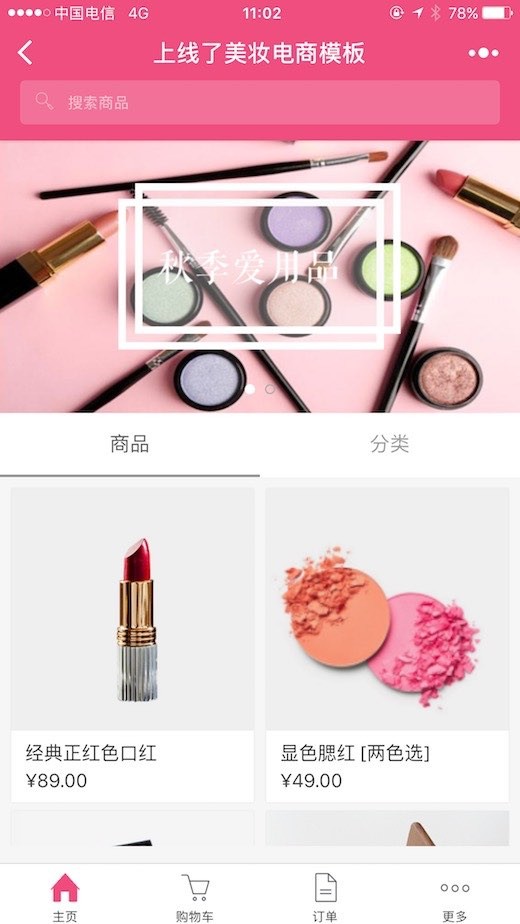 中国电信 4G 11:02 78%
上线了美妆电商模板
搜索商品
秋季爱用品
商品 分类
经典正红色口红 显色腮红 [两色选]
¥89.00 ¥49.00
主页 购物车 订单 更多